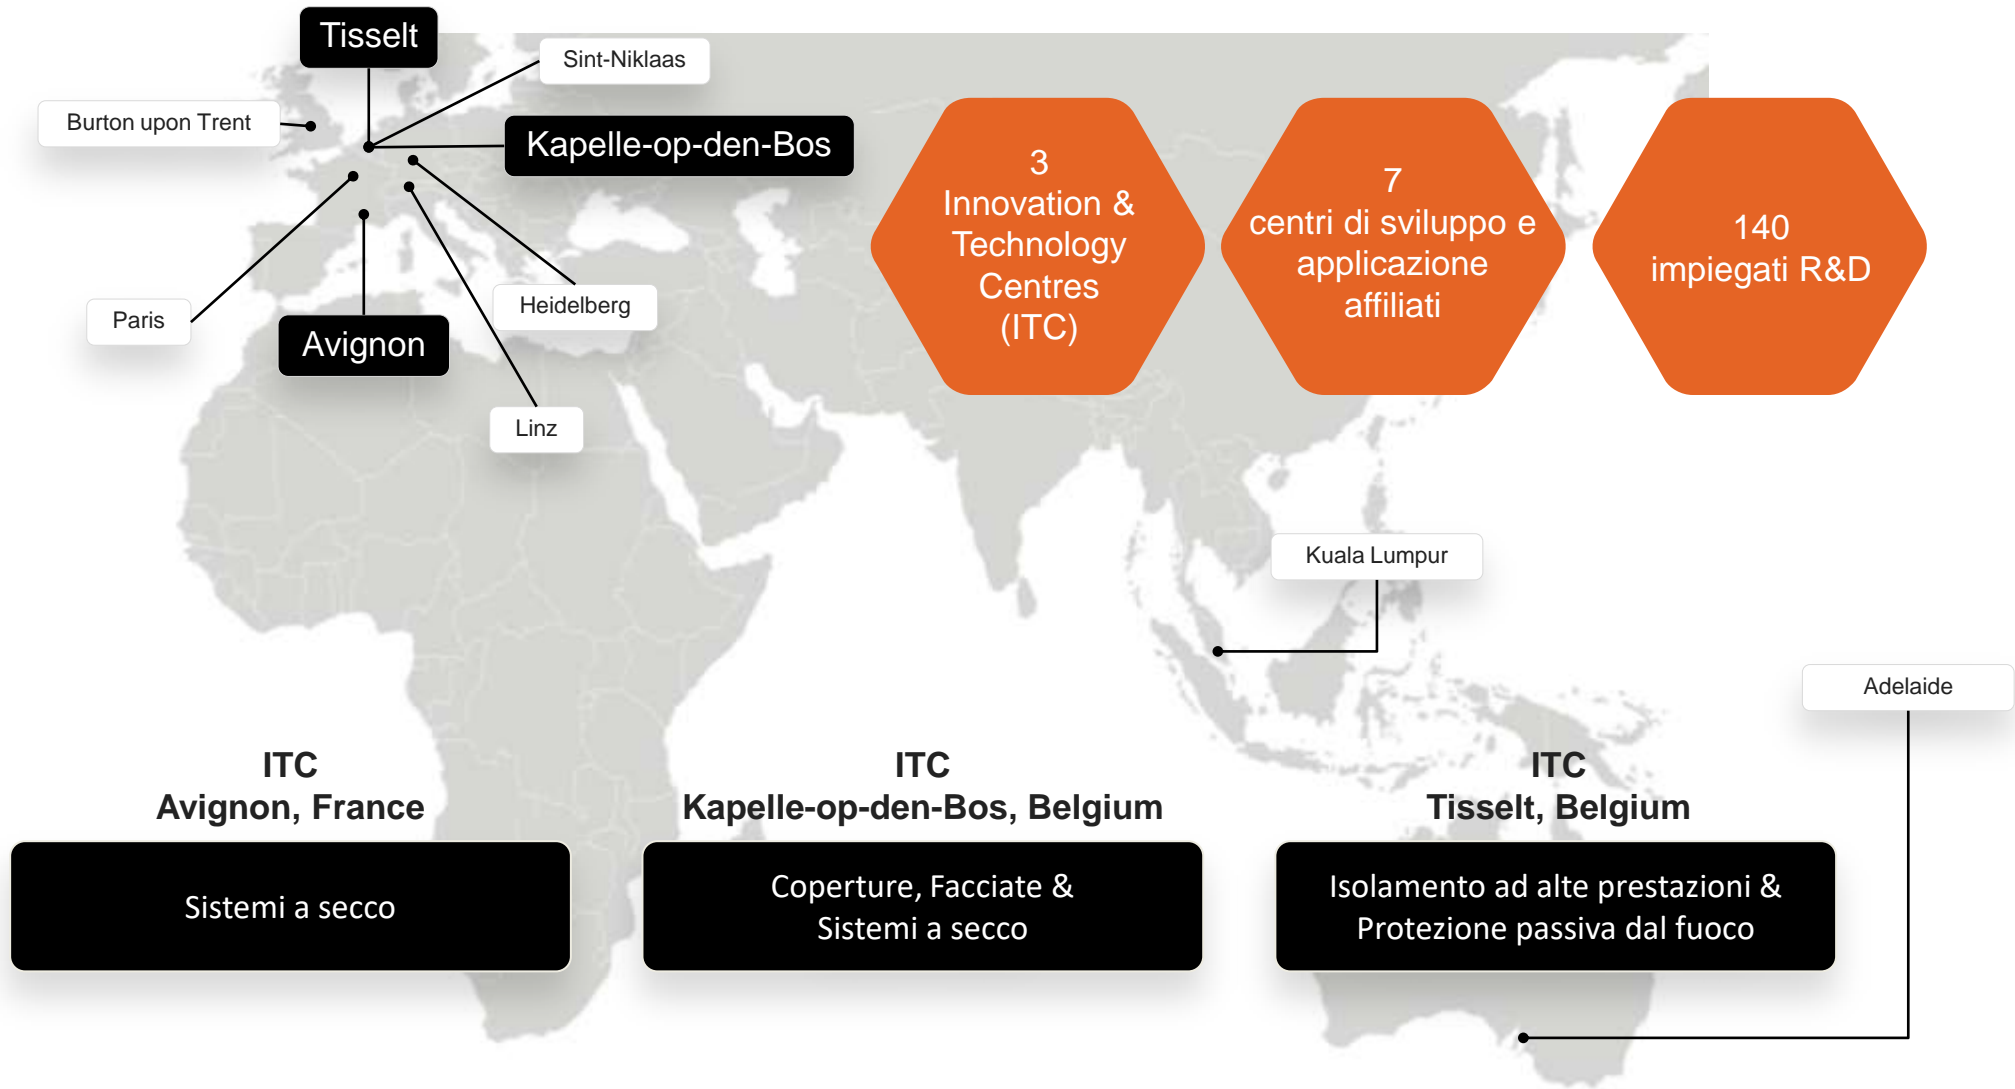 Tisselt
Sint-Niklaas
Burton upon Trent
Kapelle-op-den-Bos
Paris
Avignon
Heidelberg
Linz
3
Innovation &
Technology
Centres
(ITC)
7
centri di sviluppo e
applicazione
affiliati
140
impiegati R&D
Kuala Lumpur
Adelaide
ITC
Avignon, France
Sistemi a secco
ITC
Kapelle-op-den-Bos, Belgium
Coperture, Facciate &
Sistemi a secco
ITC
Tisselt, Belgium
Isolamento ad alte prestazioni &
Protezione passiva dal fuoco